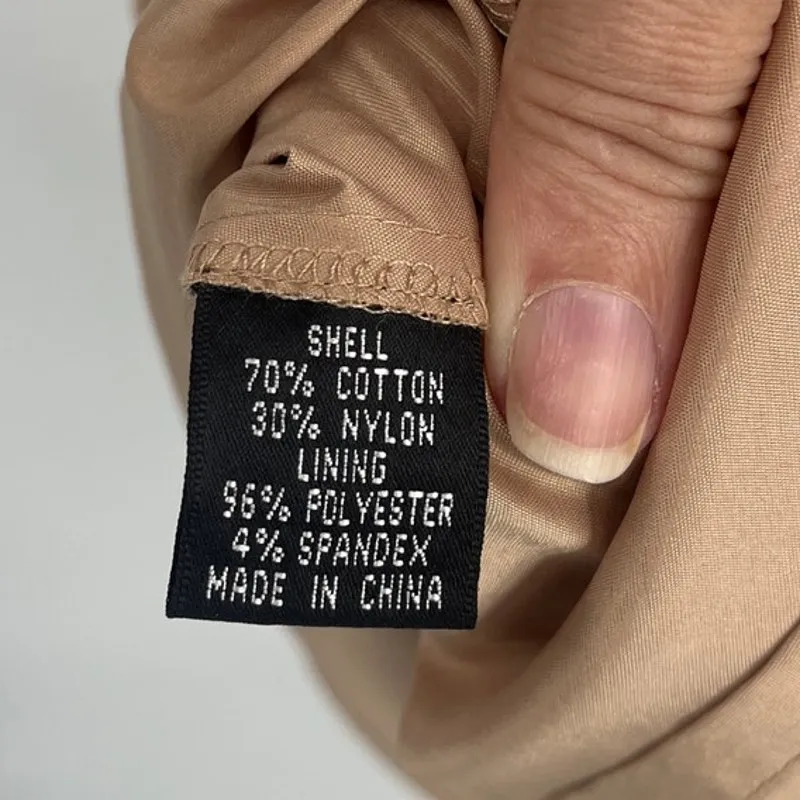 SHELL
70% COTTON
30% NYLON
LINING
96% POLYESTER
4% SPANDEX
MADE IN CHINA